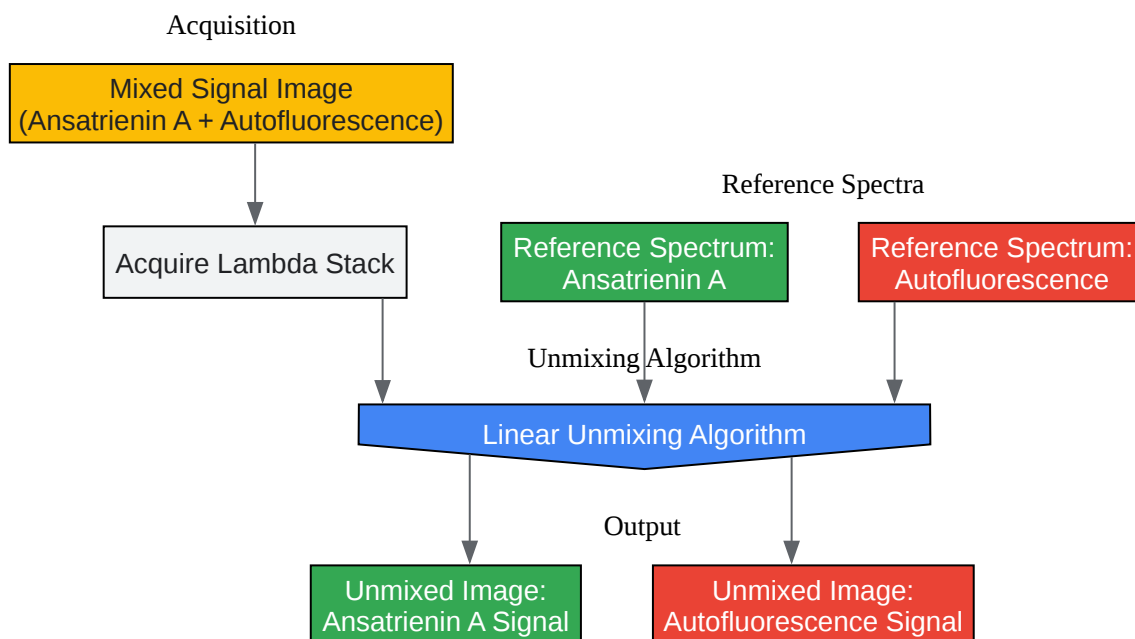 Acquisition
Mixed Signal Image
(Ansatrienin A + Autofluorescence)
Reference Spectra
Acquire Lambda Stack
Reference Spectrum:
Ansatrienin A
Reference Spectrum:
Autofluorescence
Unmixing Algorithm
Linear Unmixing Algorithm
Output
Unmixed Image:
Ansatrienin A Signal
Unmixed Image:
Autofluorescence Signal